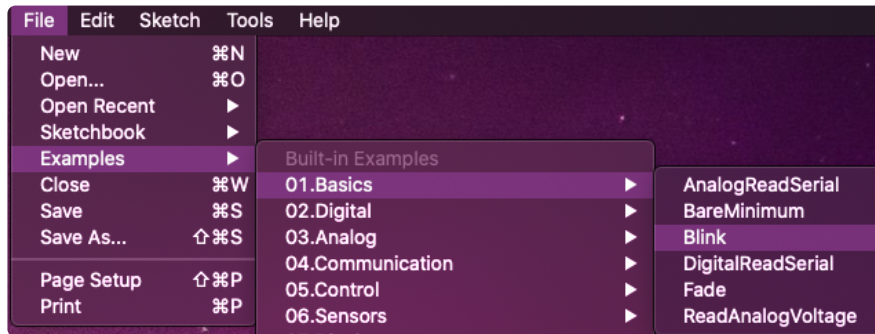 File Edit Sketch Tools Help
New ⌘N
Open... ⌘O
Open Recent ▶
Sketchbook ▶
Examples ▶
Close ⌘W
Save ⌘S
Save As... ⇧⌘S
Page Setup ⇧⌘P
Print ⌘P
Built-in Examples
01.Basics ▶
02.Digital ▶
03.Analog ▶
04.Communication ▶
05.Control ▶
06.Sensors ▶
AnalogReadSerial
BareMinimum
Blink
DigitalReadSerial
Fade
ReadAnalogVoltage